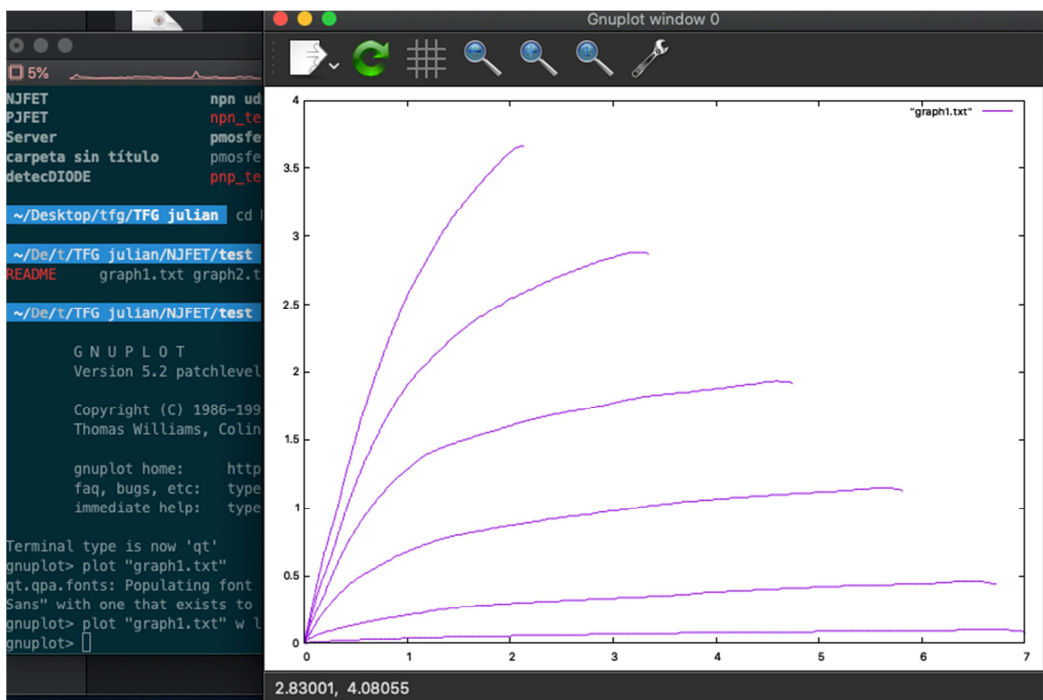 Gnuplot window 0
5%
NJFET npn ud
PJFET npn_te
Server pmosfe
carpeta sin título pmosfe
detecDIODE pnp_te
~/Desktop/tfg/TFG julian cd
~/De/t/TFG julian/NJFET/test
README graph1.txt graph2.t
~/De/t/TFG julian/NJFET/test
G N U P L O T
Version 5.2 patchlevel
Copyright (C) 1986-199
Thomas Williams, Colin
gnuplot home: http
faq, bugs, etc: type
immediate help: type
Terminal type is now 'qt'
gnuplot> plot "graph1.txt"
qt.qpa.fonts: Populating font
Sans" with one that exists to
gnuplot> plot "graph1.txt" w l
gnuplot>
"graph1.txt"
4
3.5
3
2.5
2
1.5
1
0.5
0
0 1 2 3 4 5 6 7
2.83001, 4.08055